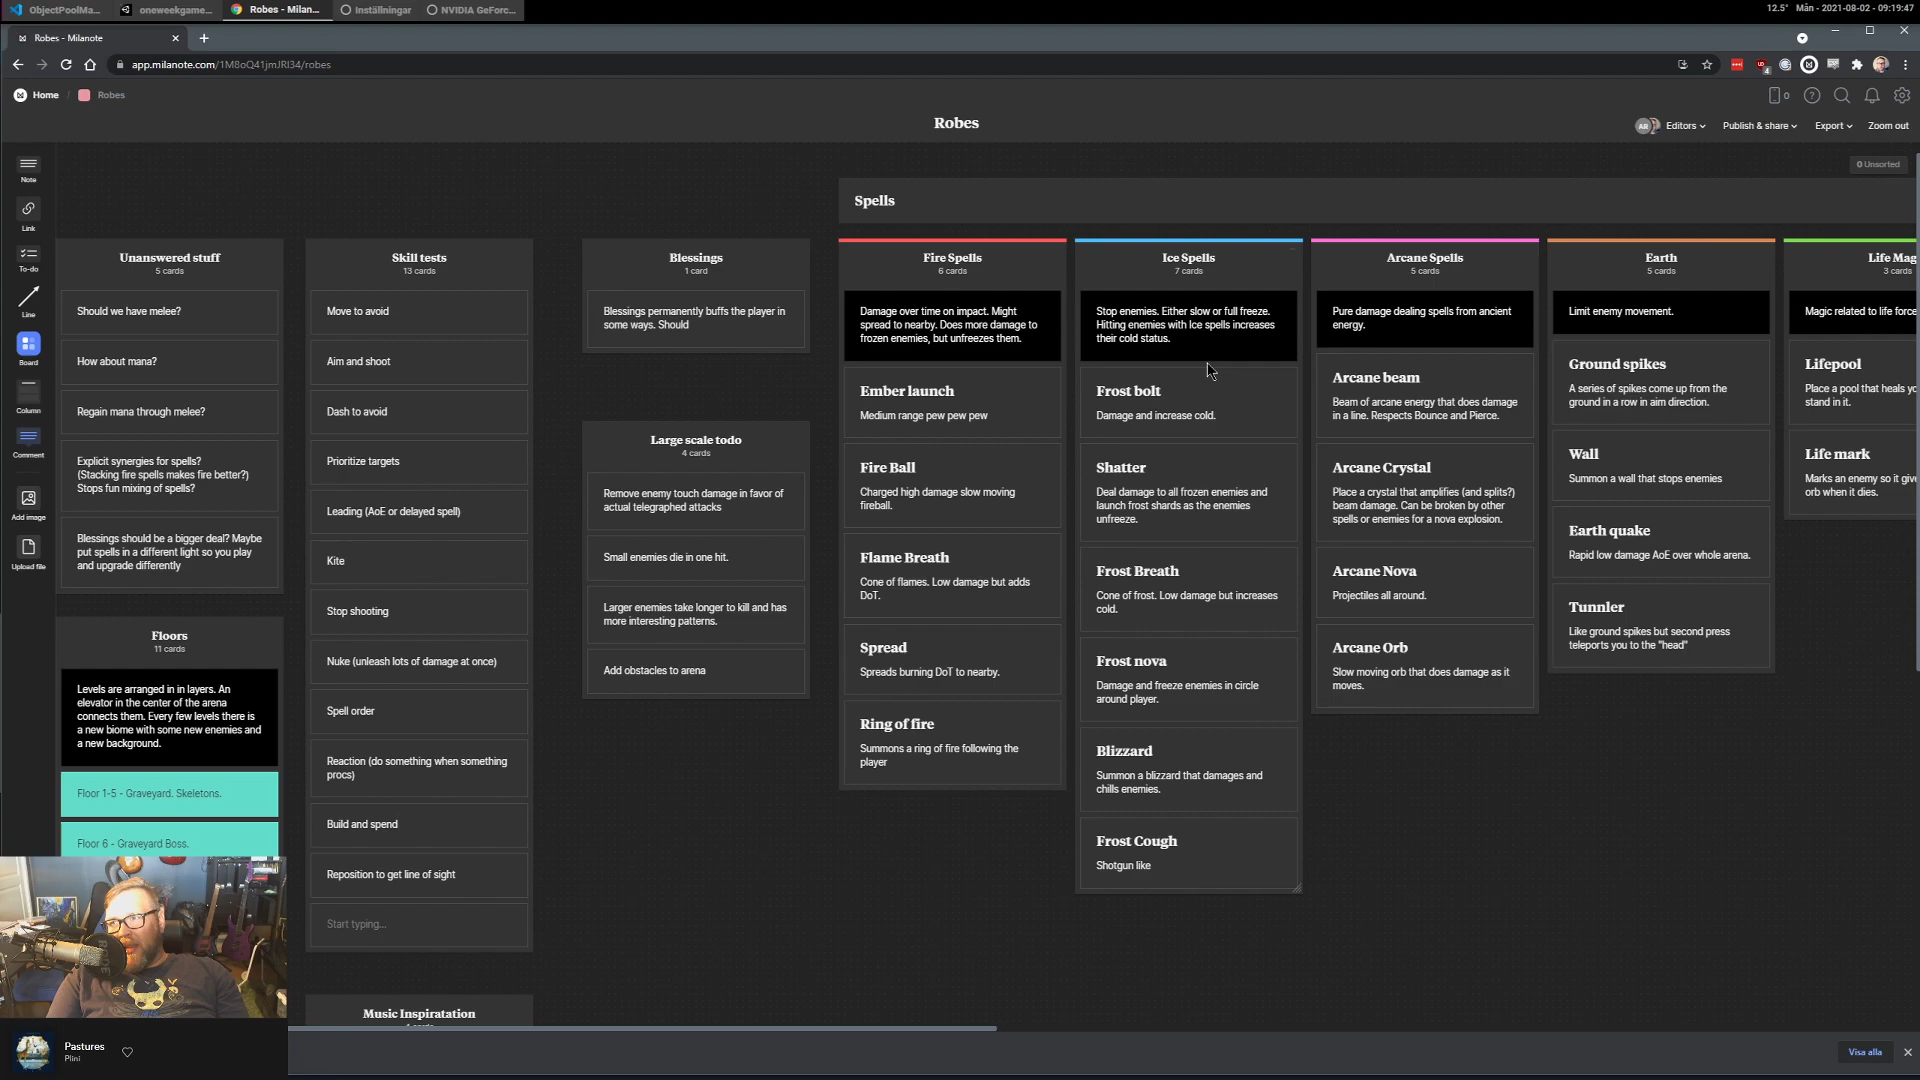 ObjectPoolMa...
oneweekgame...
Robes - Milan...
Inställningar
NVIDIA GeForc...
12.5° Mån - 2021-08-02 - 09:19:47
Robes - Milanote
app.milanote.com/1M8oQ41jmJRl34/robes
Home / Robes
0
Robes
AR
Editors
Publish & share
Export
Zoom out
0 Unsorted
Note
Link
To-do
Line
Board
Column
Comment
Add image
Upload file
Unanswered stuff
5 cards
Should we have melee?
How about mana?
Regain mana through melee?
Explicit synergies for spells?
(Stacking fire spells makes fire better?)
Stops fun mixing of spells?
Blessings should be a bigger deal? Maybe
put spells in a different light so you play
and upgrade differently
Floors
11 cards
Levels are arranged in in layers. An
elevator in the center of the arena
connects them. Every few levels there is
a new biome with some new enemies and
a new background.
Floor 1-5 - Graveyard. Skeletons.
Floor 6 - Graveyard Boss.
Skill tests
13 cards
Move to avoid
Aim and shoot
Dash to avoid
Prioritize targets
Leading (AoE or delayed spell)
Kite
Stop shooting
Nuke (unleash lots of damage at once)
Spell order
Reaction (do something when something
procs)
Build and spend
Reposition to get line of sight
Start typing...
Music Inspiratation
Blessings
1 card
Blessings permanently buffs the player in
some ways. Should
Large scale todo
4 cards
Remove enemy touch damage in favor of
actual telegraphed attacks
Small enemies die in one hit.
Larger enemies take longer to kill and has
more interesting patterns.
Add obstacles to arena
Spells
Fire Spells
6 cards
Damage over time on impact. Might
spread to nearby. Does more damage to
frozen enemies, but unfreezes them.
Ember launch
Medium range pew pew pew
Fire Ball
Charged high damage slow moving
fireball.
Flame Breath
Cone of flames. Low damage but adds
DoT.
Spread
Spreads burning DoT to nearby.
Ring of fire
Summons a ring of fire following the
player
Ice Spells
7 cards
Stop enemies. Either slow or full freeze.
Hitting enemies with Ice spells increases
their cold status.
Frost bolt
Damage and increase cold.
Shatter
Deal damage to all frozen enemies and
launch frost shards as the enemies
unfreeze.
Frost Breath
Cone of frost. Low damage but increases
cold.
Frost nova
Damage and freeze enemies in circle
around player.
Blizzard
Summon a blizzard that damages and
chills enemies.
Frost Cough
Shotgun like
Arcane Spells
5 cards
Pure damage dealing spells from ancient
energy.
Arcane beam
Beam of arcane energy that does damage
in a line. Respects Bounce and Pierce.
Arcane Crystal
Place a crystal that amplifies (and splits?)
beam damage. Can be broken by other
spells or enemies for a nova explosion.
Arcane Nova
Projectiles all around.
Arcane Orb
Slow moving orb that does damage as it
moves.
Earth
5 cards
Limit enemy movement.
Ground spikes
A series of spikes come up from the
ground in a row in aim direction.
Wall
Summon a wall that stops enemies
Earth quake
Rapid low damage AoE over whole arena.
Tunnler
Like ground spikes but second press
teleports you to the "head"
Life Mag
3 cards
Magic related to life force
Lifepool
Place a pool that heals yo
stand in it.
Life mark
Marks an enemy so it give
orb when it dies.
Pastures
Plini
Visa alla